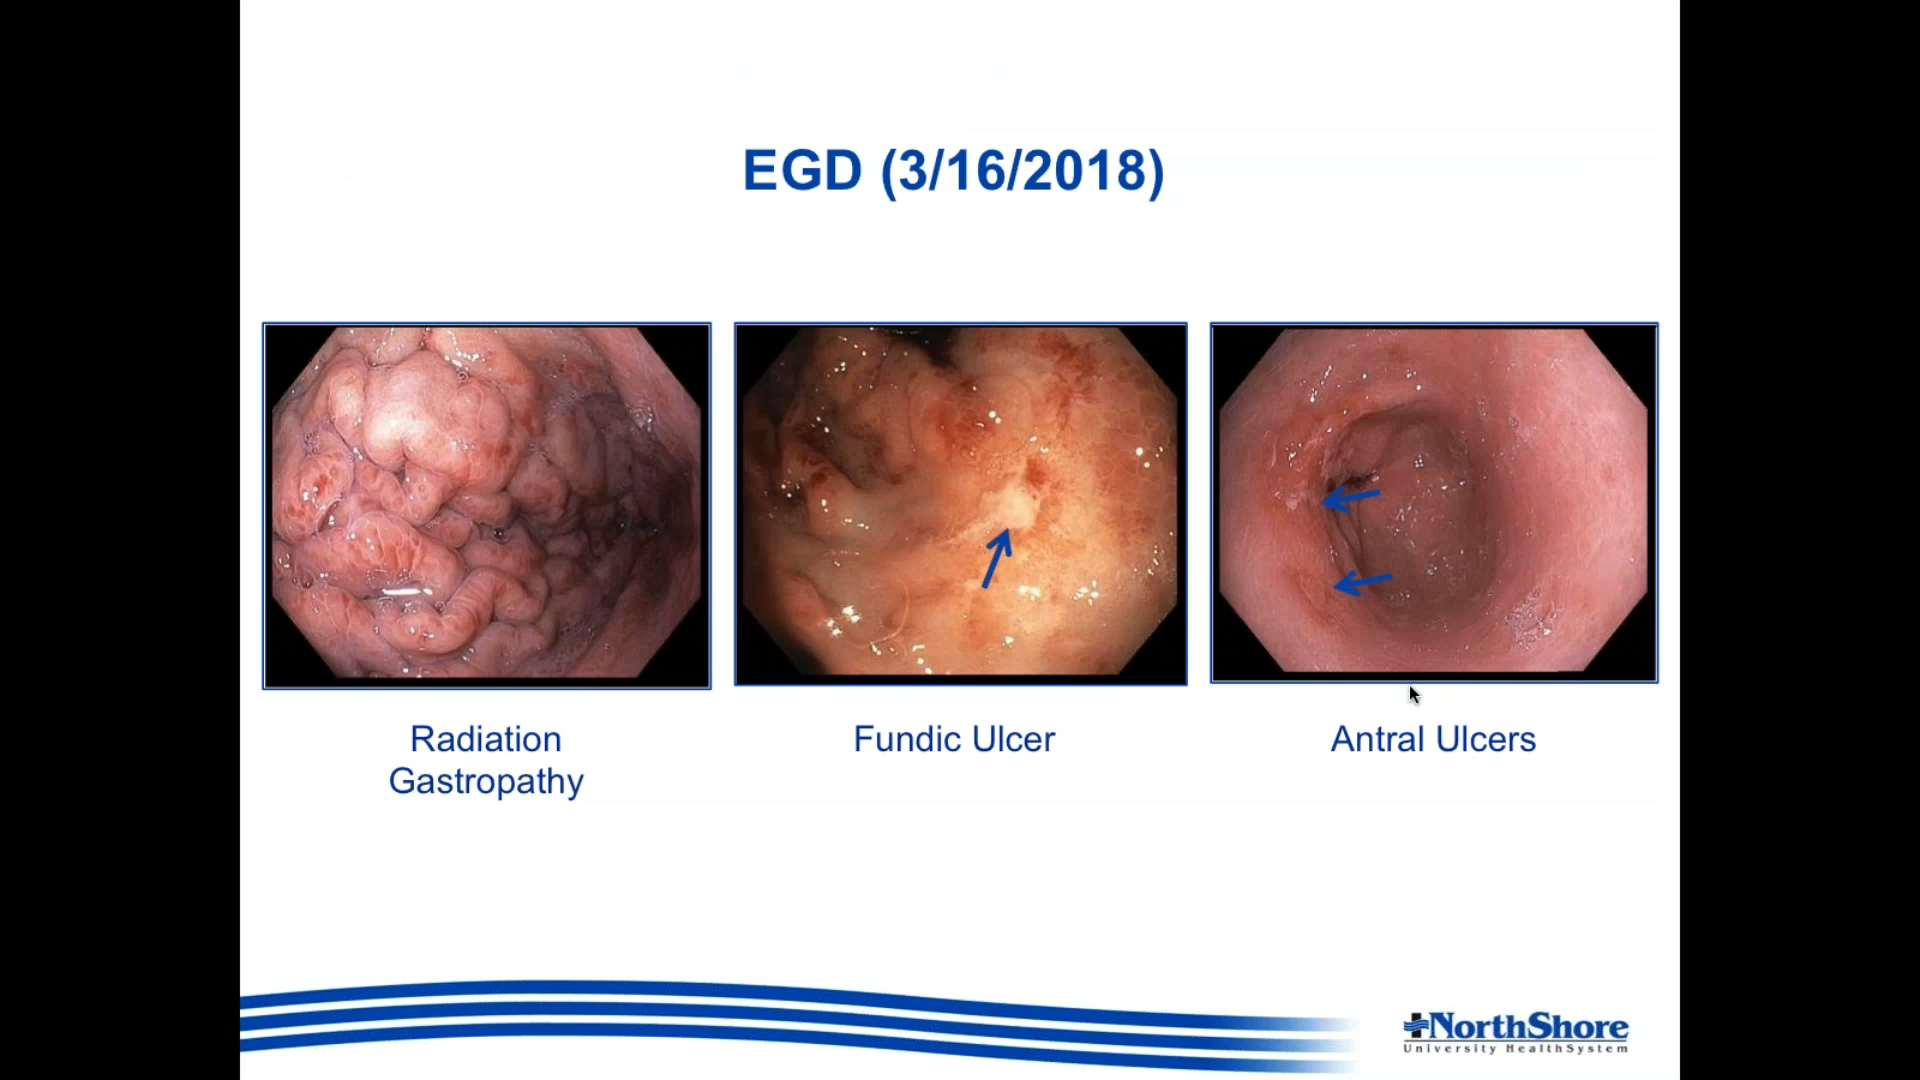 EGD (3/16/2018)
Radiation
Gastropathy
Fundic Ulcer
Antral Ulcers
NorthShore
University HealthSystem